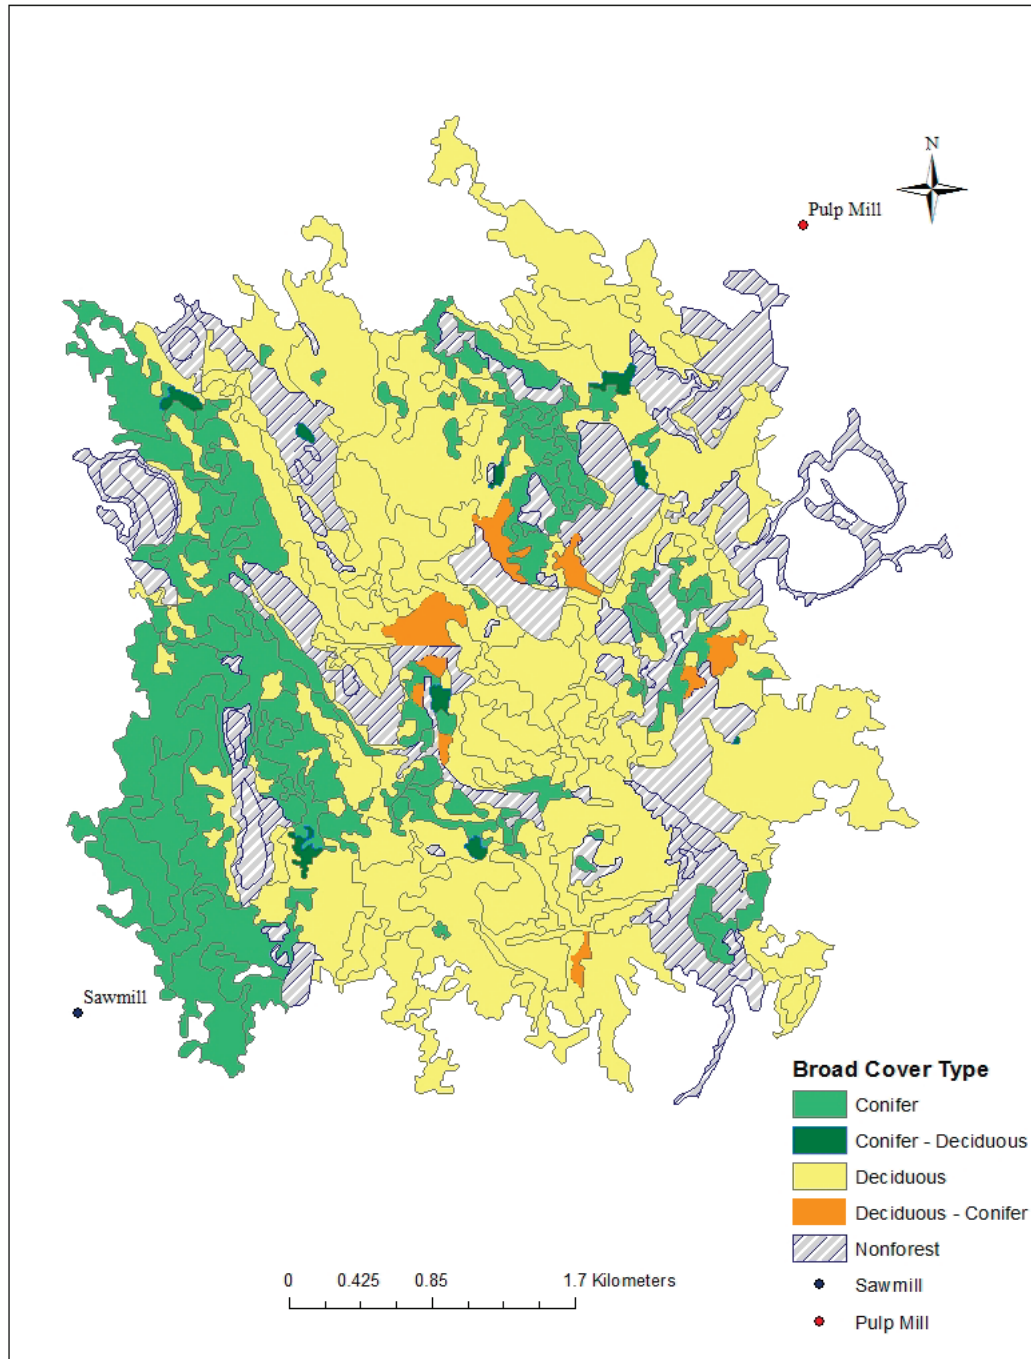 N
Pulp Mill
Sawmill
Broad Cover Type
Conifer
Conifer - Deciduous
Deciduous
Deciduous - Conifer
Nonforest
Sawmill
Pulp Mill
0 0.425 0.85 1.7 Kilometers